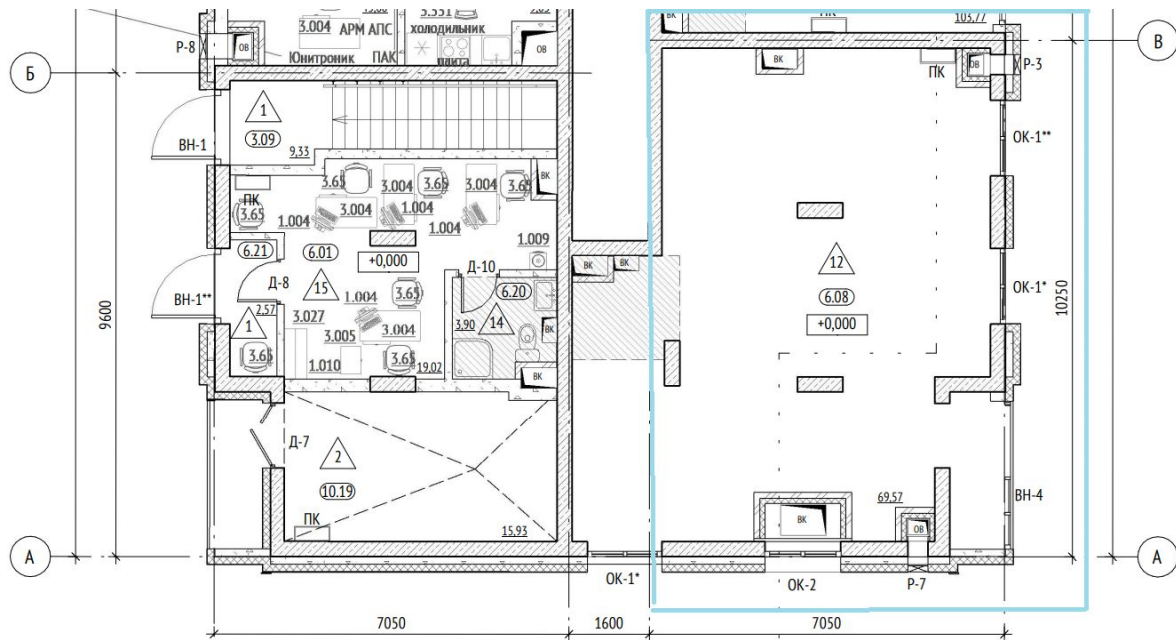 3.004
АРМ АПС
холодильник
ПК
103,77
ВК
Р-8
ОВ
Юнитроник
ПАК
плита
ОВ
ВК
ПК
ОВ
Р-3
Б
В
ВН-1
1
3.09
9,33
ОК-1**
ПК
3.65
3.004
3.65
3.004
3.65
ВК
3.65
1.004
3.004
1.004
1.004
6.21
6.01
+0,000
1.009
ВК
ВК
12
6.08
+0,000
ОК-1*
10250
9600
ВН-1**
Д-8
15
Д-10
6.20
2,57
1
1.004
3.65
3.90
14
3.027
3.005
3.004
ВК
3.65
1.010
3.65
19,02
ВК
Д-7
2
10.19
ПК
15,93
69,57
ВК
ОВ
ВН-4
А
А
ОК-1*
ОК-2
Р-7
7050
1600
7050